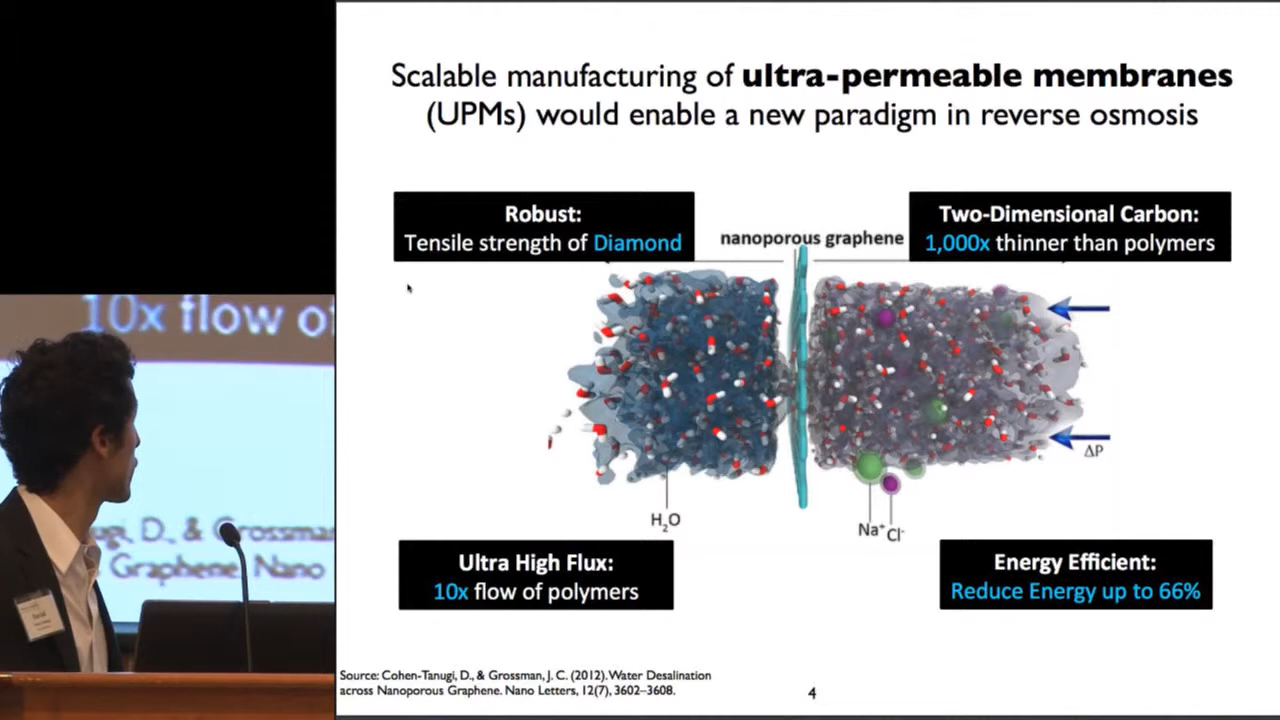 Scalable manufacturing of ultra-permeable membranes
(UPMs) would enable a new paradigm in reverse osmosis
Robust:
Tensile strength of Diamond
nanoporous graphene
Two-Dimensional Carbon:
1,000x thinner than polymers
10x flow of
ΔP
H₂O
Na⁺
Cl⁻
Ultra High Flux:
10x flow of polymers
Energy Efficient:
Reduce Energy up to 66%
D., & Grossma
Graphene. Nano
Source: Cohen-Tanugi, D., & Grossman, J. C. (2012). Water Desalination
across Nanoporous Graphene. Nano Letters, 12(7), 3602–3608.
4